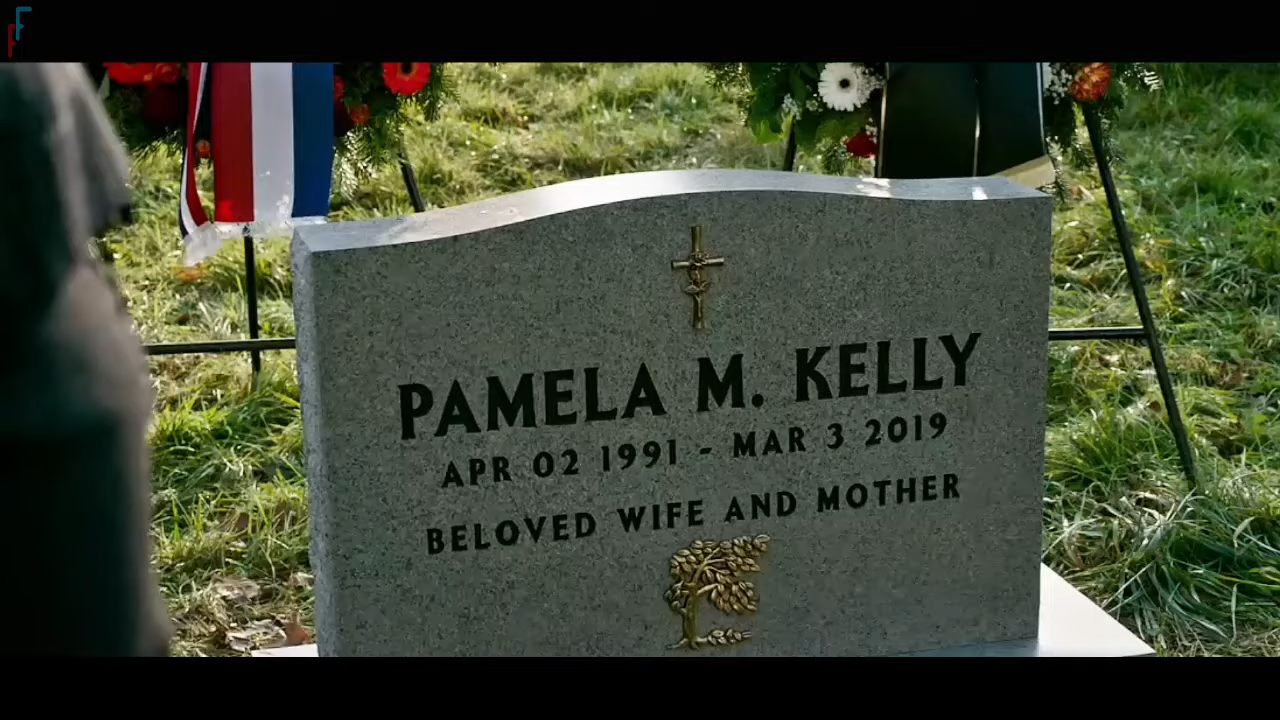 PAMELA M. KELLY
APR 02 1991 - MAR 3 2019
BELOVED WIFE AND MOTHER